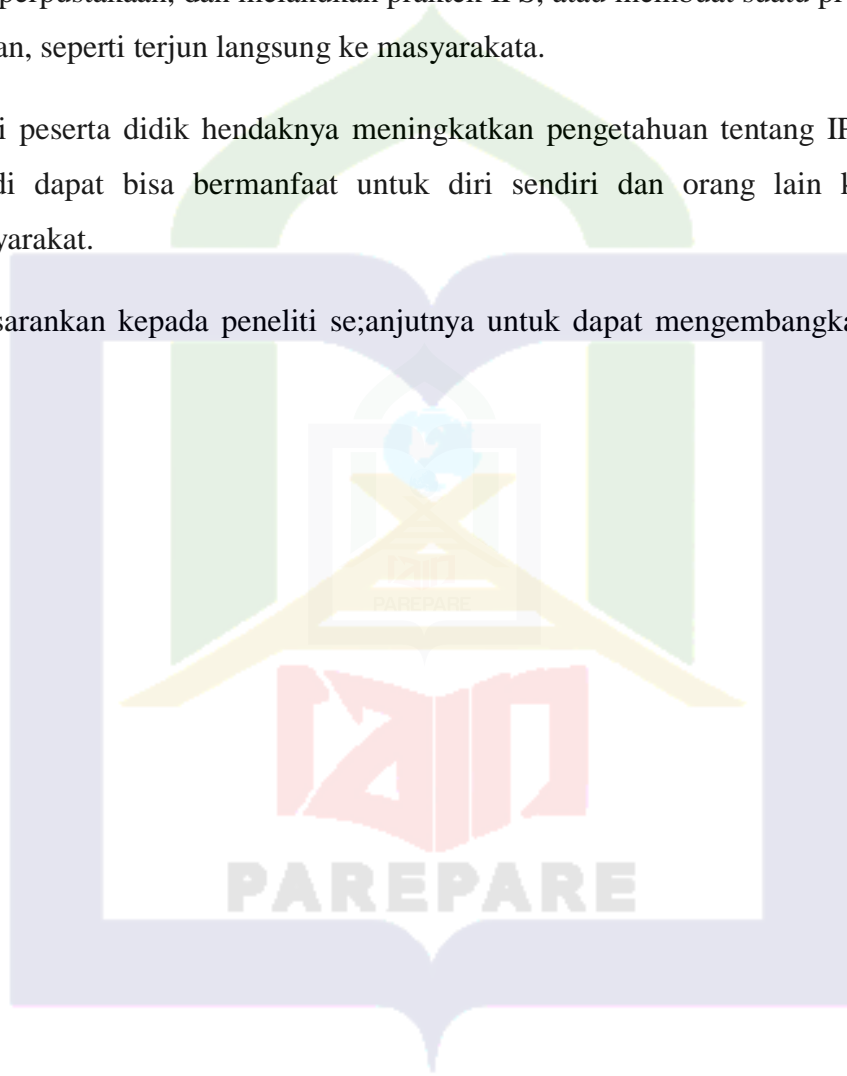 perpustakaan, dan melakukan praktek IPS, atau membuat suatu pr
an, seperti terjun langsung ke masyarakata.
i peserta didik hendaknya meningkatkan pengetahuan tentang IP
di dapat bisa bermanfaat untuk diri sendiri dan orang lain k
yarakat.
sarankan kepada peneliti se;anjutnya untuk dapat mengembangka
iain
PAREPARE
iain
PAREPARE